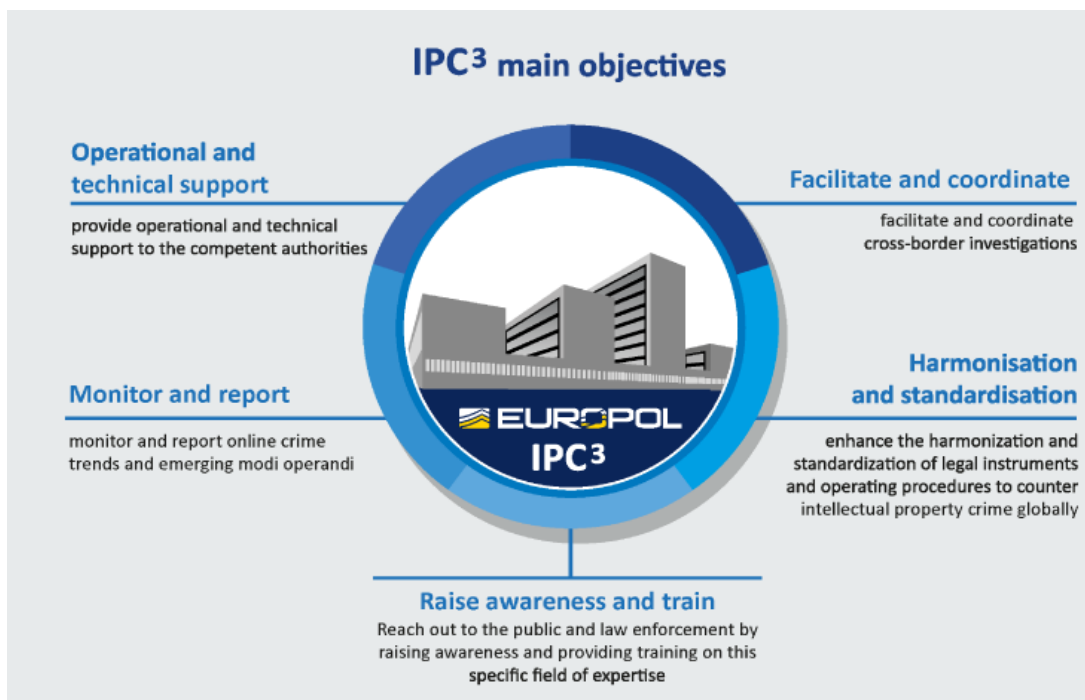 IPC³ main objectives
Operational and
technical support
provide operational and technical
support to the competent authorities
Facilitate and coordinate
facilitate and coordinate
cross-border investigations
Monitor and report
monitor and report online crime
trends and emerging modi operandi
Harmonisation
and standardisation
enhance the harmonization and
standardization of legal instruments
and operating procedures to counter
intellectual property crime globally
EUROPOL
IPC³
Raise awareness and train
Reach out to the public and law enforcement by
raising awareness and providing training on this
specific field of expertise